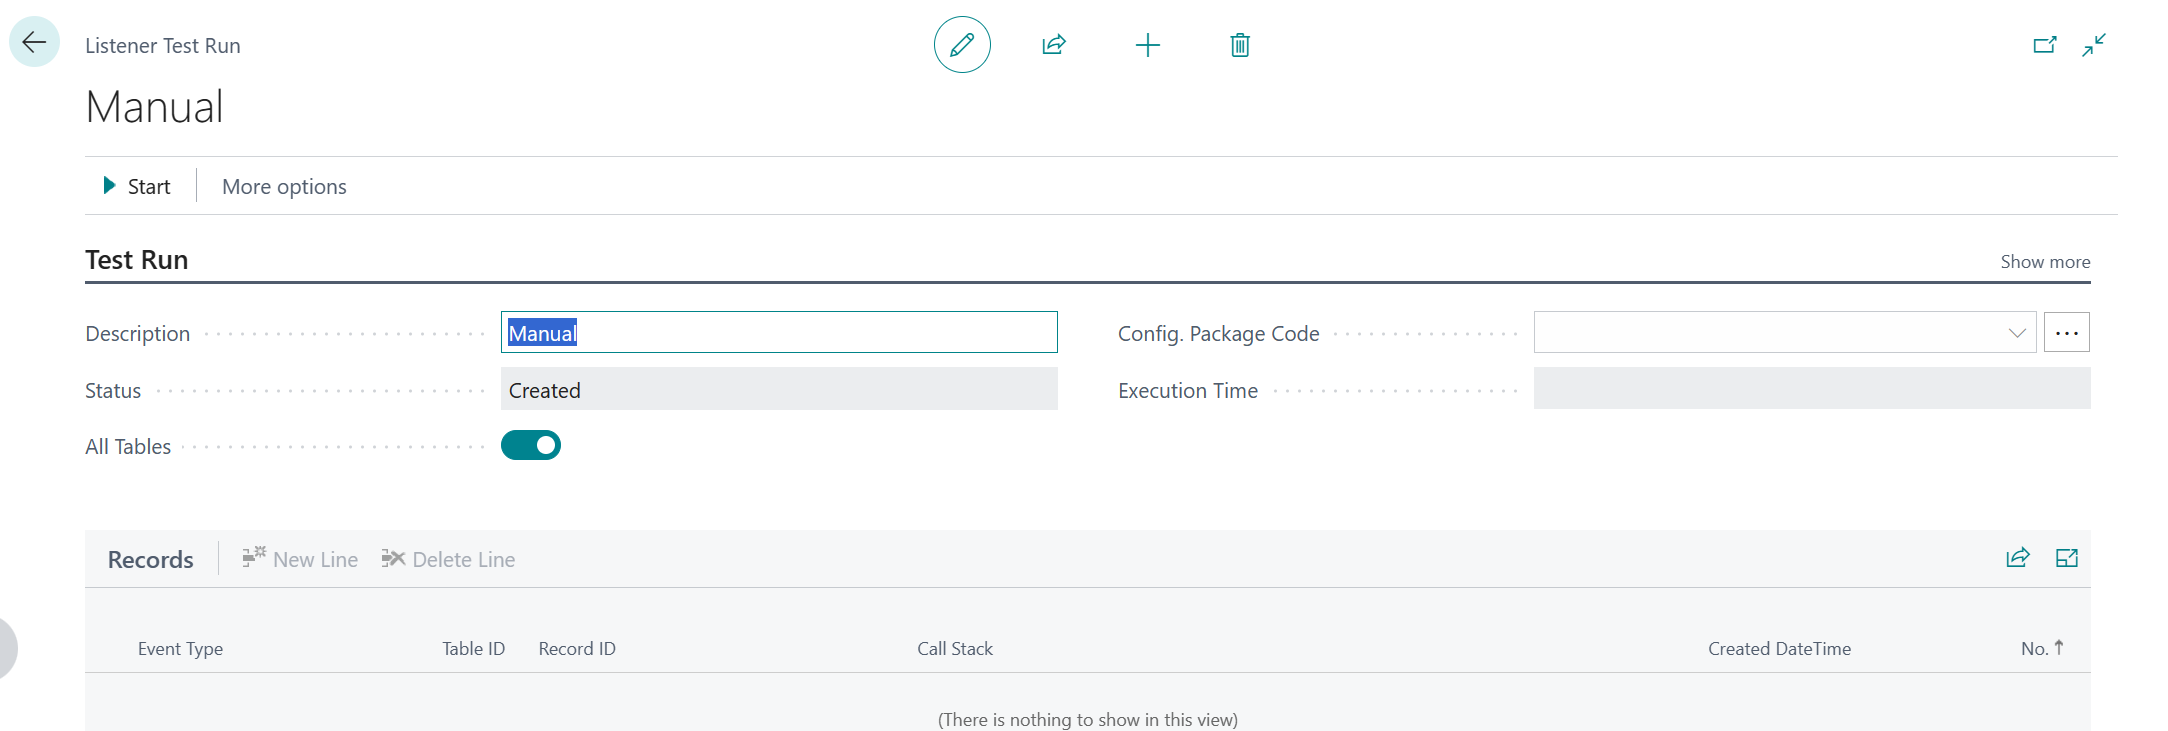 Listener Test Run
Manual
Start
More options
Test Run
Show more
Description
Manual
Config. Package Code
Status
Created
Execution Time
All Tables
Records
New Line
Delete Line
Event Type
Table ID
Record ID
Call Stack
Created DateTime
No.↑
(There is nothing to show in this view)